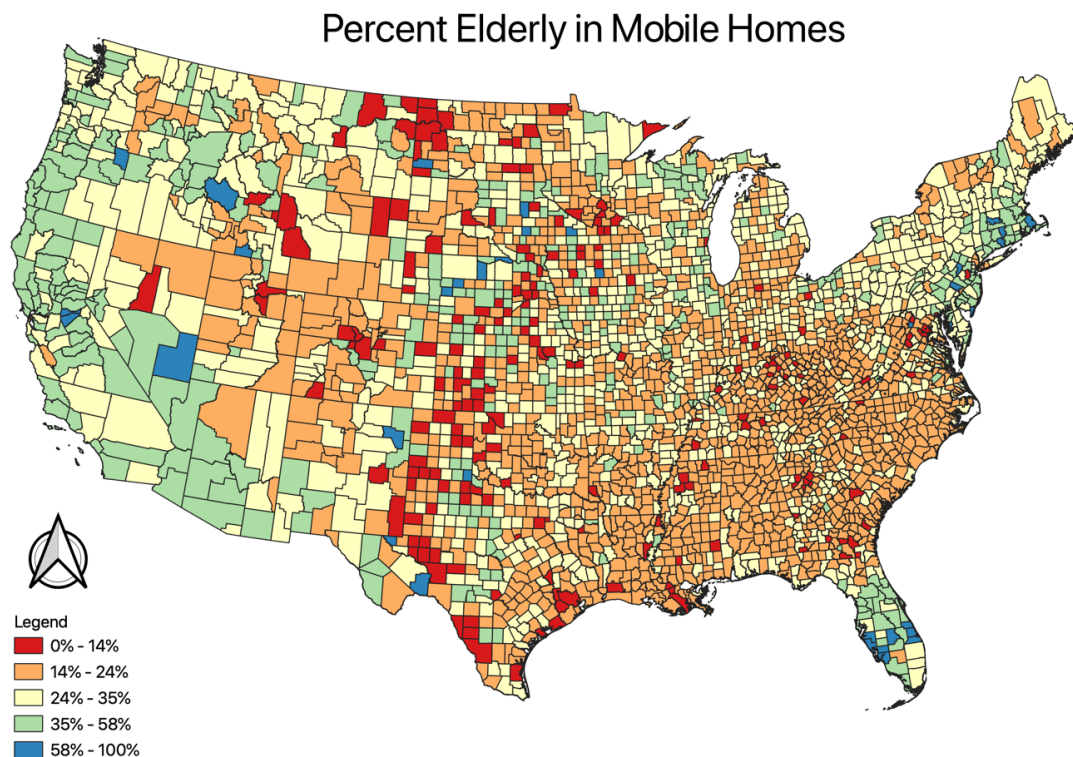 Percent Elderly in Mobile Homes
Legend
0% - 14%
14% - 24%
24% - 35%
35% - 58%
58% - 100%